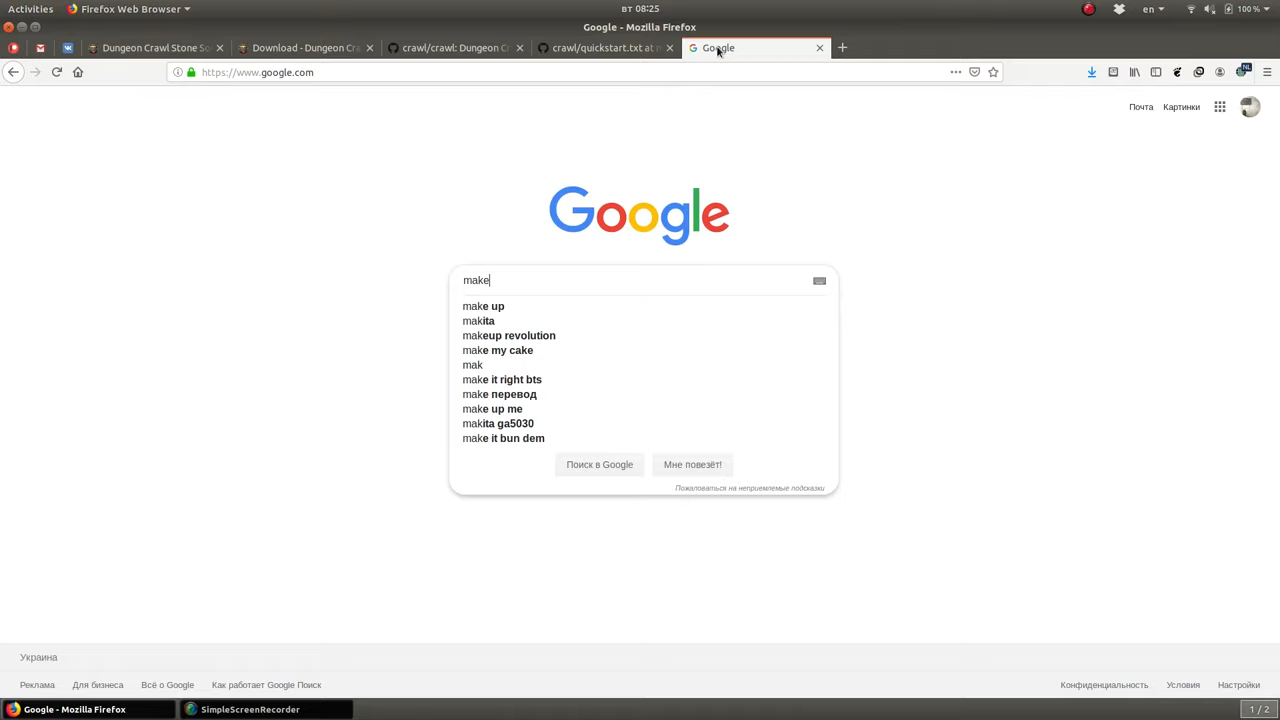 Activities
Firefox Web Browser
вт 08:25
en
100 %
Google - Mozilla Firefox
Dungeon Crawl Stone So
Download - Dungeon Cra
crawl/crawl: Dungeon C
crawl/quickstart.txt at m
Google
https://www.google.com
NL
Почта
Картинки
Google
make
make up
makita
makeup revolution
make my cake
mak
make it right bts
make перевод
make up me
makita ga5030
make it bun dem
Поиск в Google
Мне повезёт!
Пожаловаться на неприемлемые подсказки
Украина
Реклама
Для бизнеса
Всё о Google
Как работает Google Поиск
Конфиденциальность
Условия
Настройки
Google - Mozilla Firefox
SimpleScreenRecorder
1 / 2